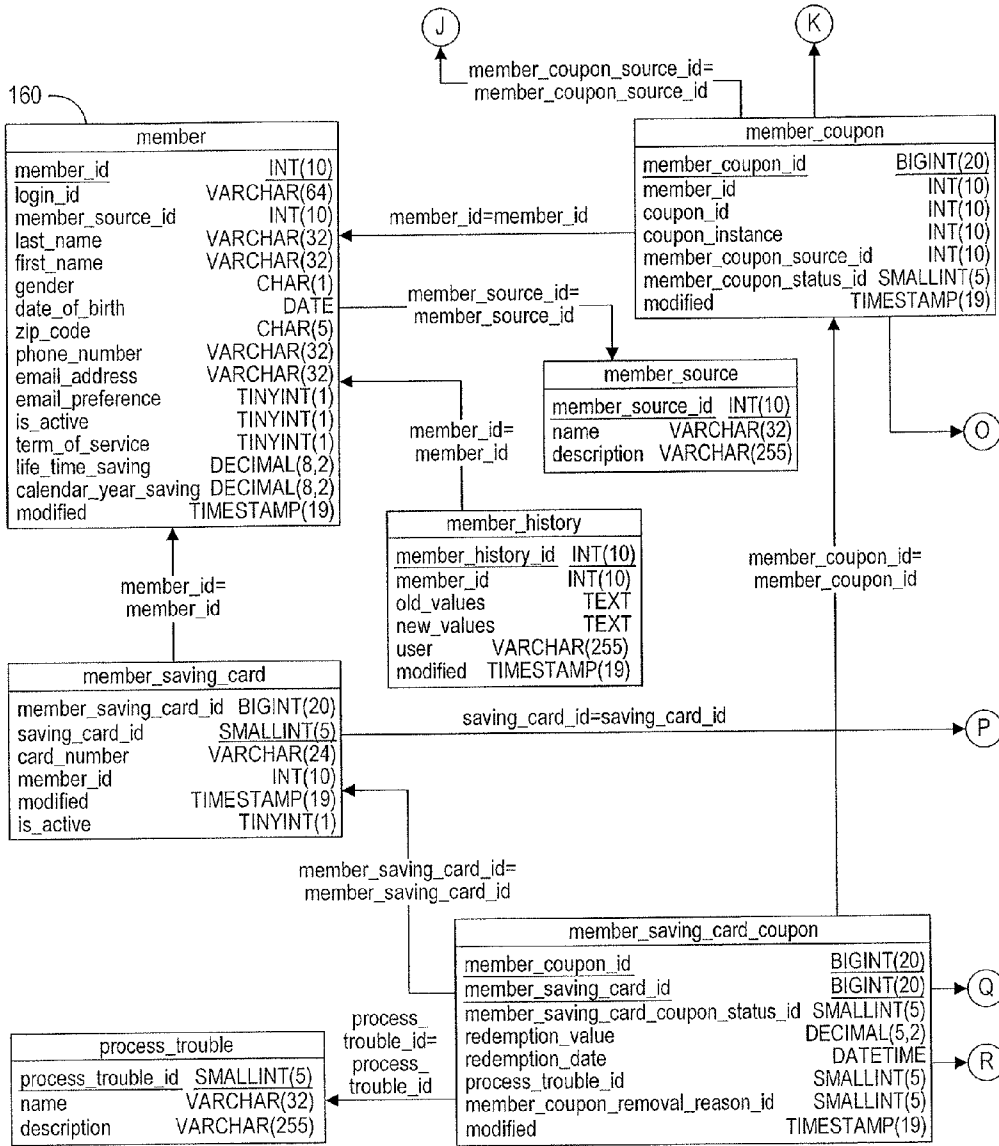 J
K
member_coupon_source_id=
member_coupon_source_id
160
member
member_id INT(10)
login_id VARCHAR(64)
member_source_id INT(10)
last_name VARCHAR(32)
first_name VARCHAR(32)
gender CHAR(1)
date_of_birth DATE
zip_code CHAR(5)
phone_number VARCHAR(32)
email_address VARCHAR(32)
email_preference TINYINT(1)
is_active TINYINT(1)
term_of_service TINYINT(1)
life_time_saving DECIMAL(8,2)
calendar_year_saving DECIMAL(8,2)
modified TIMESTAMP(19)
member_id=member_id
member_coupon
member_coupon_id BIGINT(20)
member_id INT(10)
coupon_id INT(10)
coupon_instance INT(10)
member_coupon_source_id INT(10)
member_coupon_status_id SMALLINT(5)
modified TIMESTAMP(19)
member_source_id=
member_source_id
member_source
member_source_id INT(10)
name VARCHAR(32)
description VARCHAR(255)
O
member_id=
member_id
member_history
member_history_id INT(10)
member_id INT(10)
old_values TEXT
new_values TEXT
user VARCHAR(255)
modified TIMESTAMP(19)
member_coupon_id=
member_coupon_id
member_id=
member_id
member_saving_card
member_saving_card_id BIGINT(20)
saving_card_id SMALLINT(5)
card_number VARCHAR(24)
member_id INT(10)
modified TIMESTAMP(19)
is_active TINYINT(1)
saving_card_id=saving_card_id
P
member_saving_card_id=
member_saving_card_id
member_saving_card_coupon
member_coupon_id BIGINT(20)
member_saving_card_id BIGINT(20)
member_saving_card_coupon_status_id SMALLINT(5)
redemption_value DECIMAL(5,2)
redemption_date DATETIME
process_trouble_id SMALLINT(5)
member_coupon_removal_reason_id SMALLINT(5)
modified TIMESTAMP(19)
Q
R
process_
trouble_id=
process_
trouble_id
process_trouble
process_trouble_id SMALLINT(5)
name VARCHAR(32)
description VARCHAR(255)